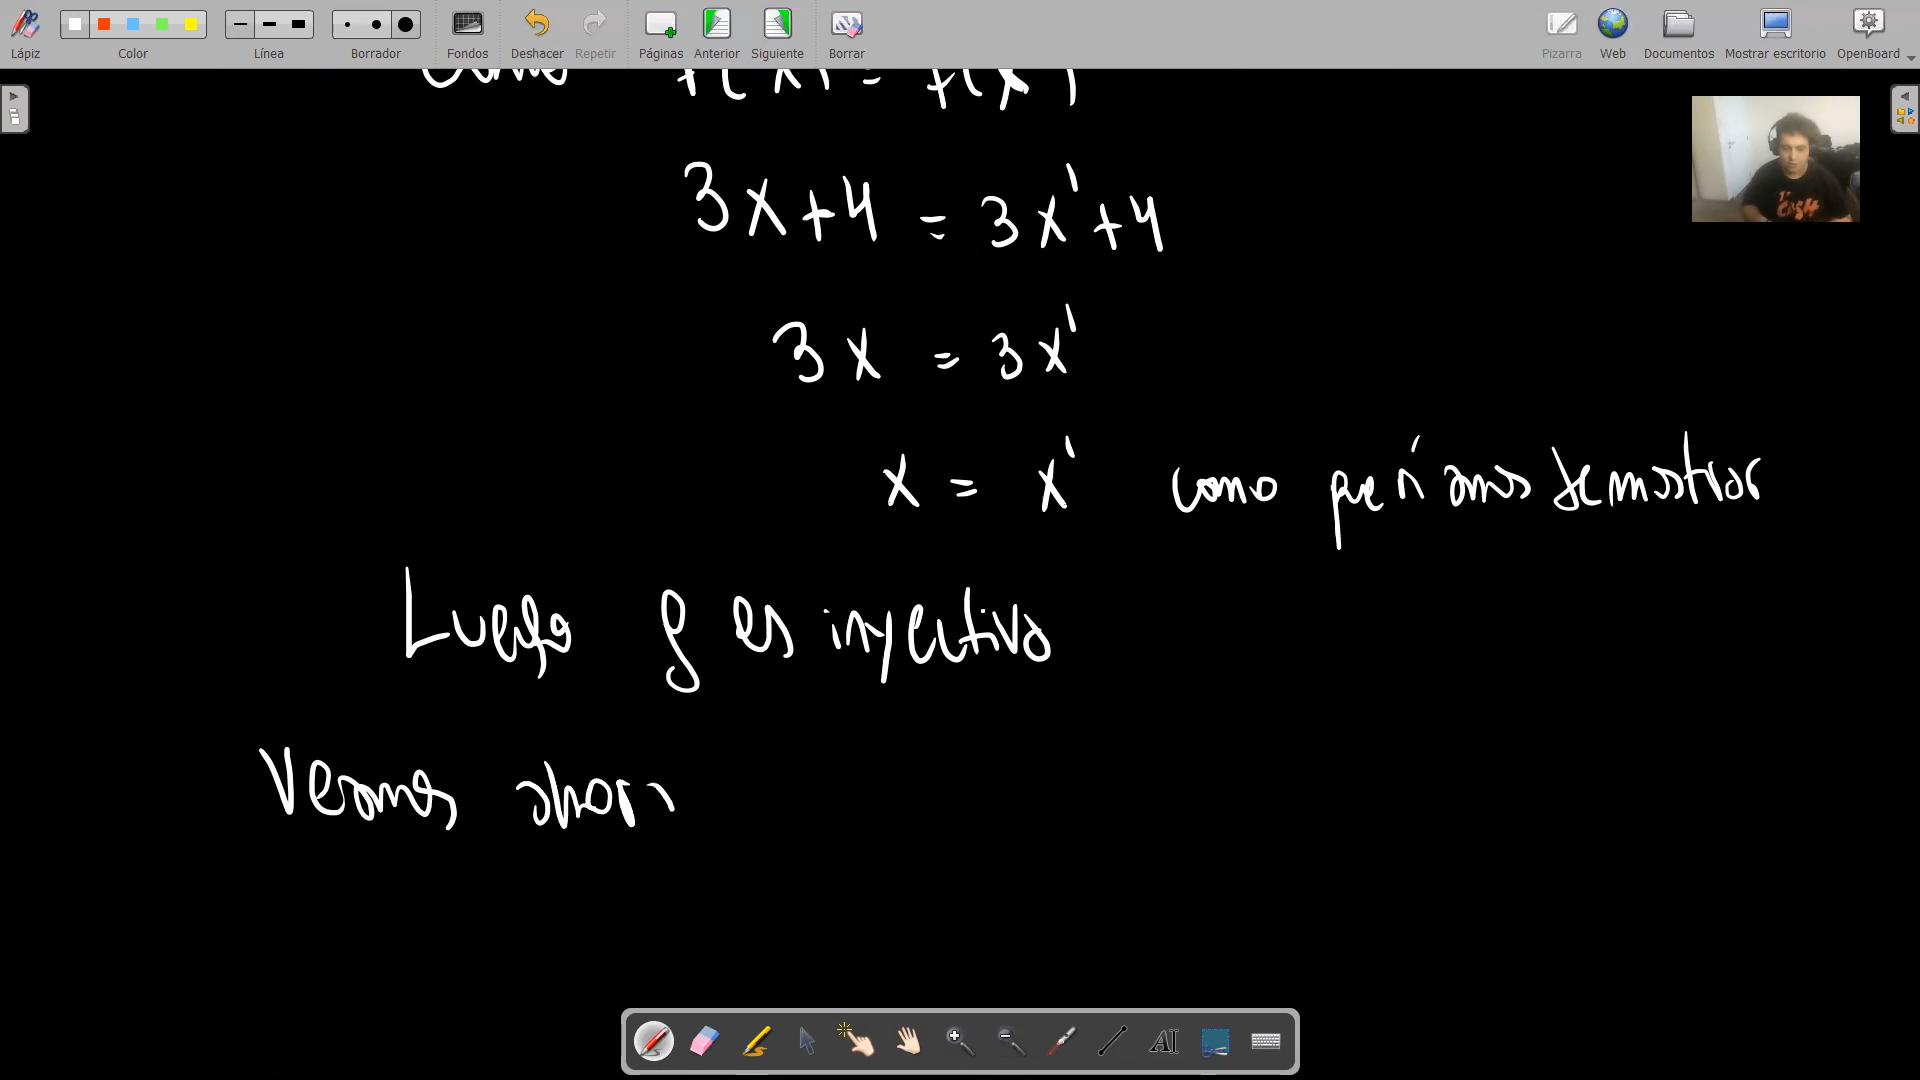 Lápiz Color Línea Borrador Fondos Deshacer Repetir Páginas Anterior Siguiente Borrar Pizarra Web Documentos Mostrar escritorio OpenBoard
Como f(x) = f(x')
3x+4 = 3x'+4
3x = 3x'
x = x' como queríamos demostrar
Luego f es inyectiva
Veamos ahora